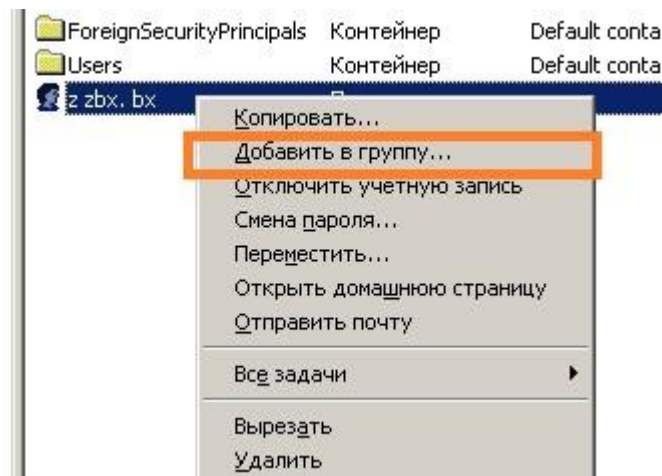 ForeignSecurityPrincipals Контейнер Default conta
Users Контейнер Default conta
z zbx. bx
Копировать...
Добавить в группу...
Отключить учетную запись
Смена пароля...
Переместить...
Открыть домашнюю страницу
Отправить почту
Все задачи
Вырезать
Удалить